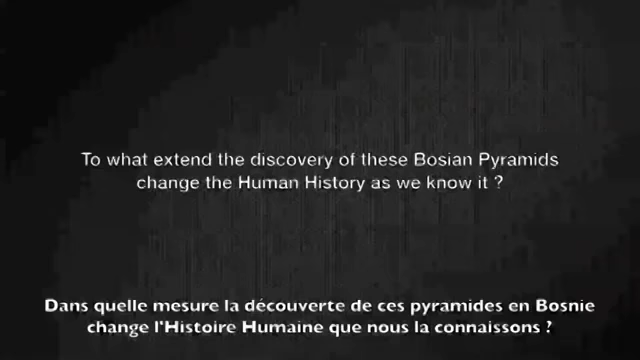 To what extend the discovery of these Bosian Pyramids
change the Human History as we know it ?
Dans quelle mesure la découverte de ces pyramides en Bosnie
change l'Histoire Humaine que nous la connaissons ?